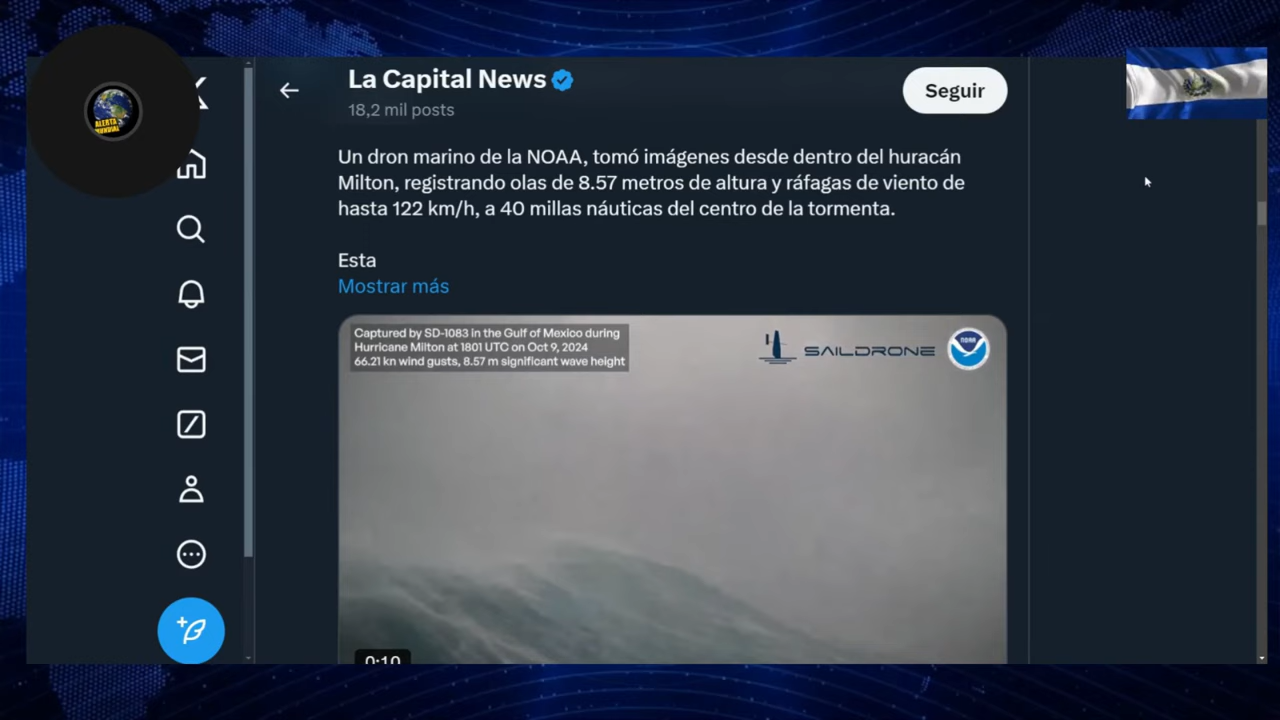 ALERTA
MUNDIAL
La Capital News
18,2 mil posts
Seguir
Un dron marino de la NOAA, tomó imágenes desde dentro del huracán
Milton, registrando olas de 8.57 metros de altura y ráfagas de viento de
hasta 122 km/h, a 40 millas náuticas del centro de la tormenta.
Esta
Mostrar más
Captured by SD-1083 in the Gulf of Mexico during
Hurricane Milton at 1801 UTC on Oct 9, 2024
66.21 kn wind gusts, 8.57 m significant wave height
SAILDRONE
NOAA
0:10